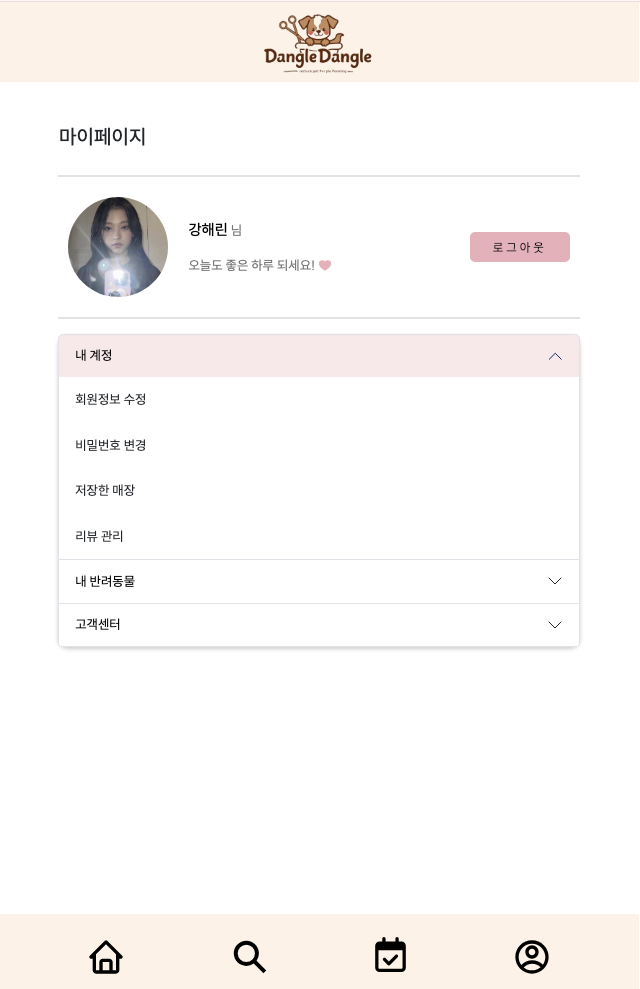 DangleDangle
마이페이지
강해린 님
오늘도 좋은 하루 되세요!
로그아웃
내 계정
회원정보 수정
비밀번호 변경
저장한 매장
리뷰 관리
내 반려동물
고객센터